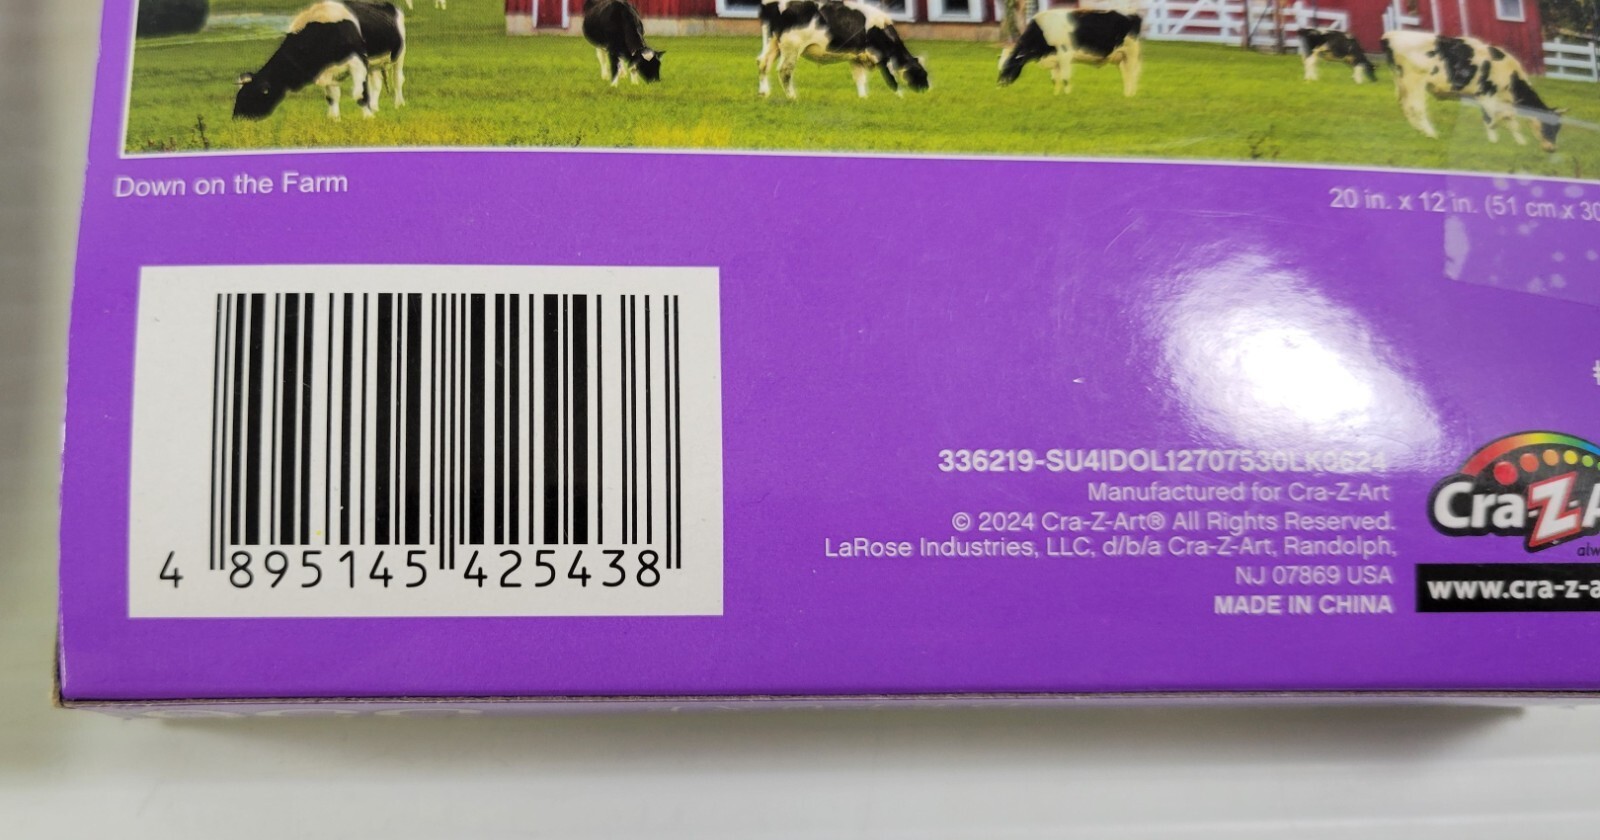 Down on the Farm
20 in. x 12 in. (51 cm x 30
4 895145 425438
336219-SU4IDOL12707530LK0624
Manufactured for Cra-Z-Art
© 2024 Cra-Z-Art® All Rights Reserved.
LaRose Industries, LLC, d/b/a Cra-Z-Art, Randolph,
NJ 07869 USA
MADE IN CHINA
Cra-Z-A
www.cra-z-a